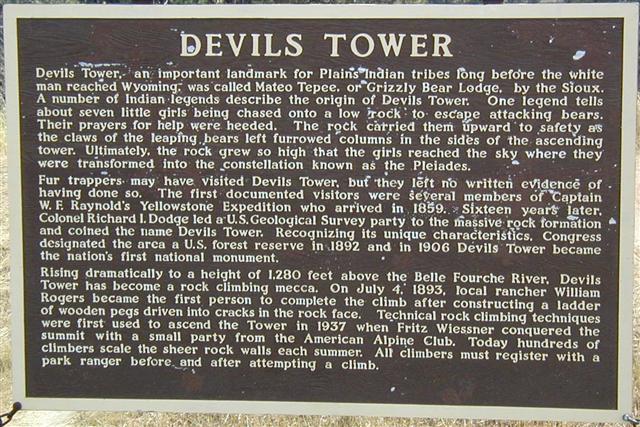 DEVILS TOWER
Devils Tower, an important landmark for Plains Indian tribes long before the white
man reached Wyoming, was called Mateo Tepee, or Grizzly Bear Lodge, by the Sioux.
A number of Indian legends describe the origin of Devils Tower. One legend tells
about seven little girls being chased onto a low rock to escape attacking bears.
Their prayers for help were heeded. The rock carried them upward to safety as
the claws of the leaping bears left furrowed columns in the sides of the ascending
tower. Ultimately, the rock grew so high that the girls reached the sky where they
were transformed into the constellation known as the Pleiades.
Fur trappers may have visited Devils Tower, but they left no written evidence of
having done so. The first documented visitors were several members of Captain
W. F. Raynold's Yellowstone Expedition who arrived in 1859. Sixteen years later,
Colonel Richard I. Dodge led a U.S. Geological Survey party to the massive rock formation
and coined the name Devils Tower. Recognizing its unique characteristics, Congress
designated the area a U.S. forest reserve in 1892 and in 1906 Devils Tower became
the nation's first national monument.
Rising dramatically to a height of 1,280 feet above the Belle Fourche River, Devils
Tower has become a rock climbing mecca. On July 4, 1893, local rancher William
Rogers became the first person to complete the climb after constructing a ladder
of wooden pegs driven into cracks in the rock face. Technical rock climbing techniques
were first used to ascend the Tower in 1937 when Fritz Wiessner conquered the
summit with a small party from the American Alpine Club. Today hundreds of
climbers scale the sheer rock walls each summer. All climbers must register with a
park ranger before and after attempting a climb.